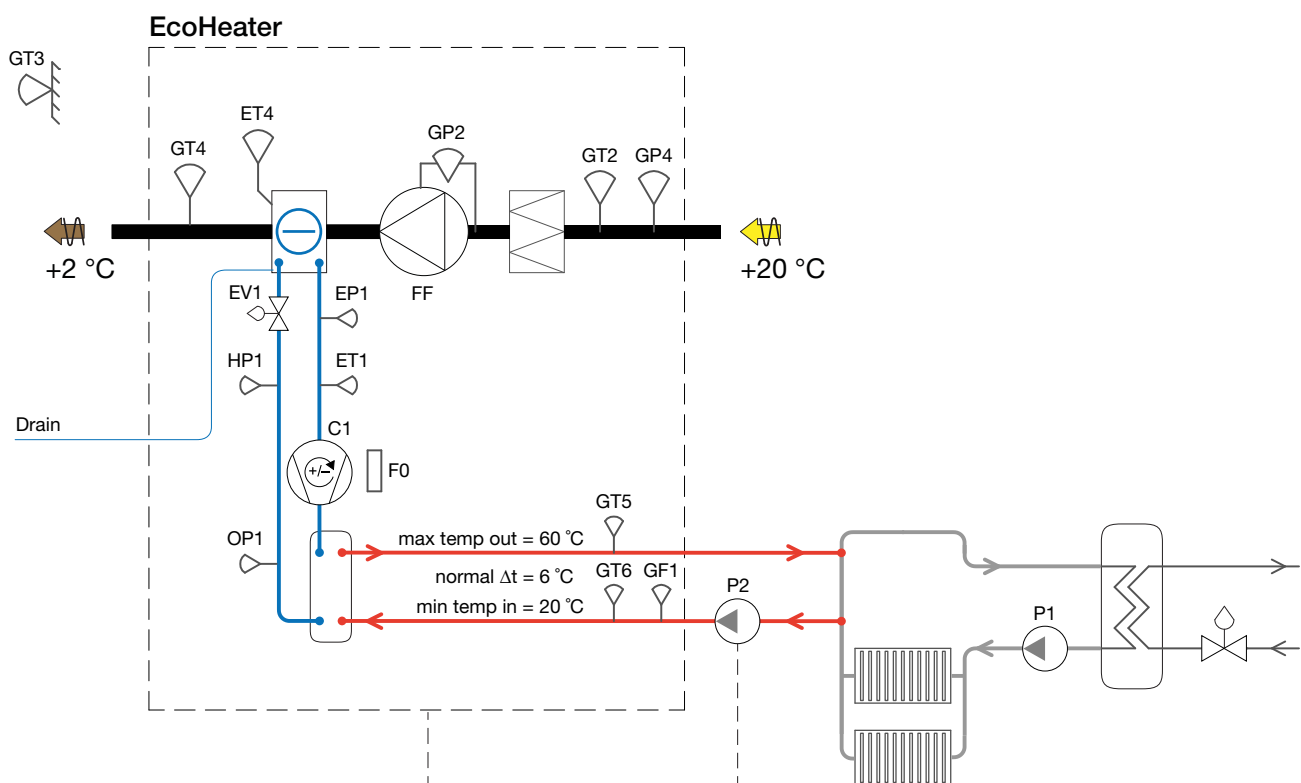 EcoHeater
GT3
ET4
GT4
GP2
GT2
GP4
+2 °C
+20 °C
FF
EV1
EP1
HP1
ET1
Drain
C1
+/-
F0
GT5
OP1
max temp out = 60 °C
normal Δt = 6 °C
GT6
GF1
P2
min temp in = 20 °C
P1